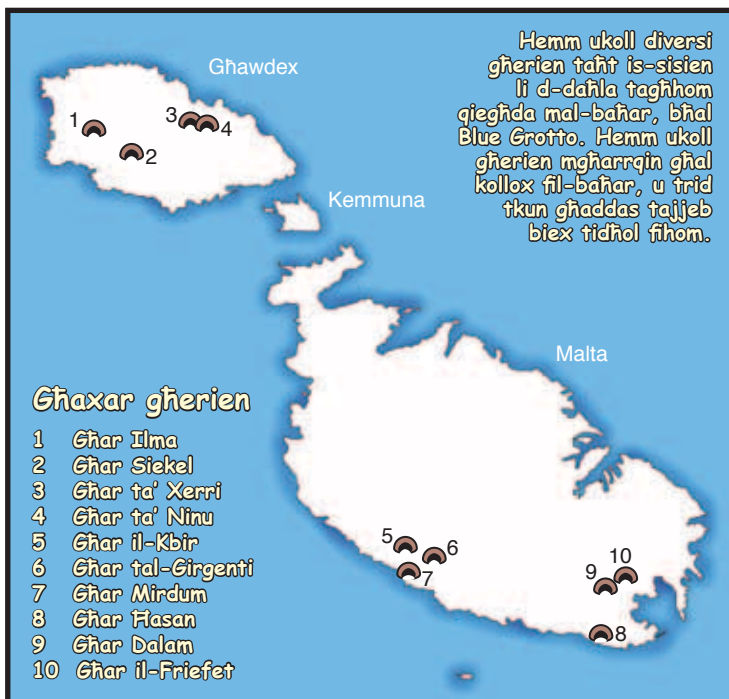 Hemm ukoll diversi
għerien taħt is-sisien
li d-daħla tagħhom
qiegħda mal-baħar, bħal
Blue Grotto. Hemm ukoll
għerien mgħarrqin għal
kollox fil-baħar, u trid
tkun għaddas tajjeb
biex tidħol fihom.
Għawdex
1
2
3
4
Kemmuna
Malta
Għaxar għerien
1 Għar Ilma
2 Għar Siekel
3 Għar ta' Xerri
4 Għar ta' Ninu
5 Għar il-Kbir
6 Għar tal-Girgenti
7 Għar Mirdum
8 Għar Ħasan
9 Għar Dalam
10 Għar il-Friefet
5
6
7
10
9
8